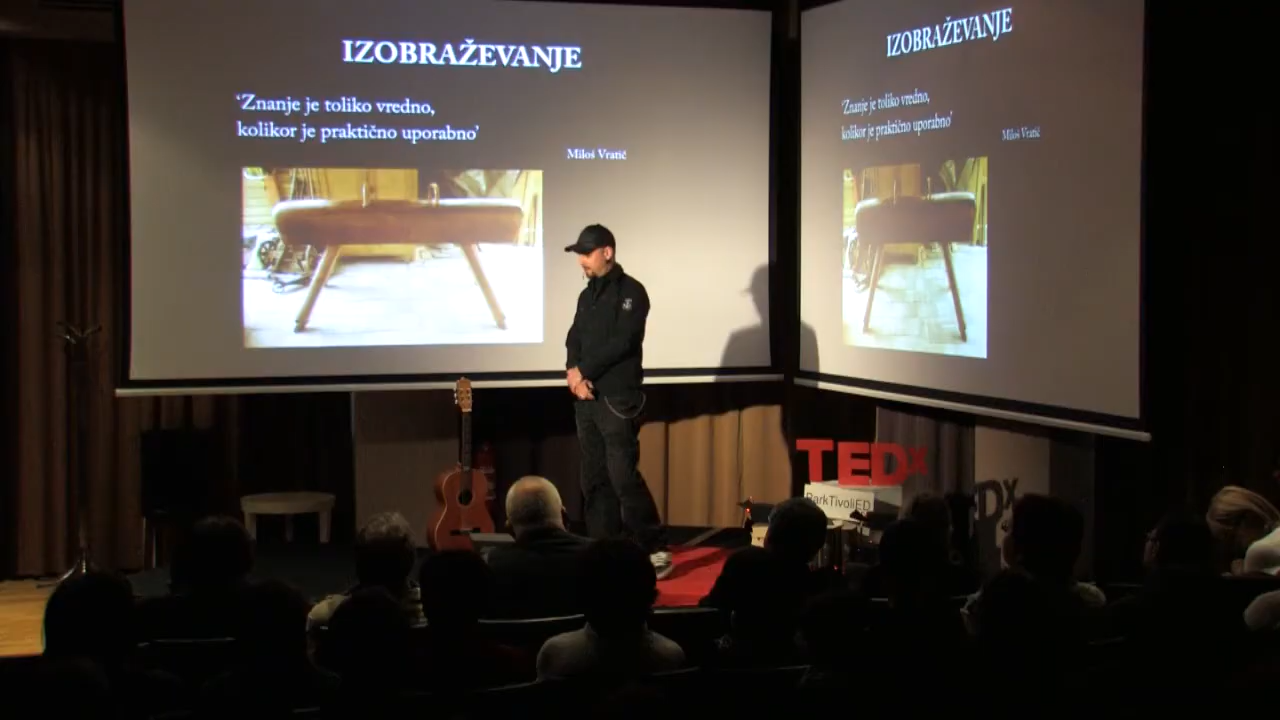 IZOBRAŽEVANJE
‘Znanje je toliko vredno,
kolikor je praktično uporabno’
Miloš Vratič
IZOBRAŽEVANJE
‘Znanje je toliko vredno,
kolikor je praktično uporabno’
Miloš Vratič
TEDx
ParkTivoliED